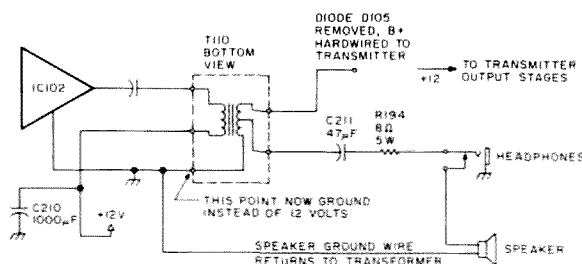 DIODE D105
REMOVED, B+
HARDWIRED TO
TRANSMITTER
T110
BOTTOM
VIEW
+12
TO TRANSMITTER
OUTPUT STAGES
IC102
C211
47µF
R194
8Ω
5W
HEADPHONES
C210
1000µF
+12V
THIS POINT NOW GROUND
INSTEAD OF 12 VOLTS
SPEAKER GROUND WIRE
RETURNS TO TRANSFORMER
SPEAKER